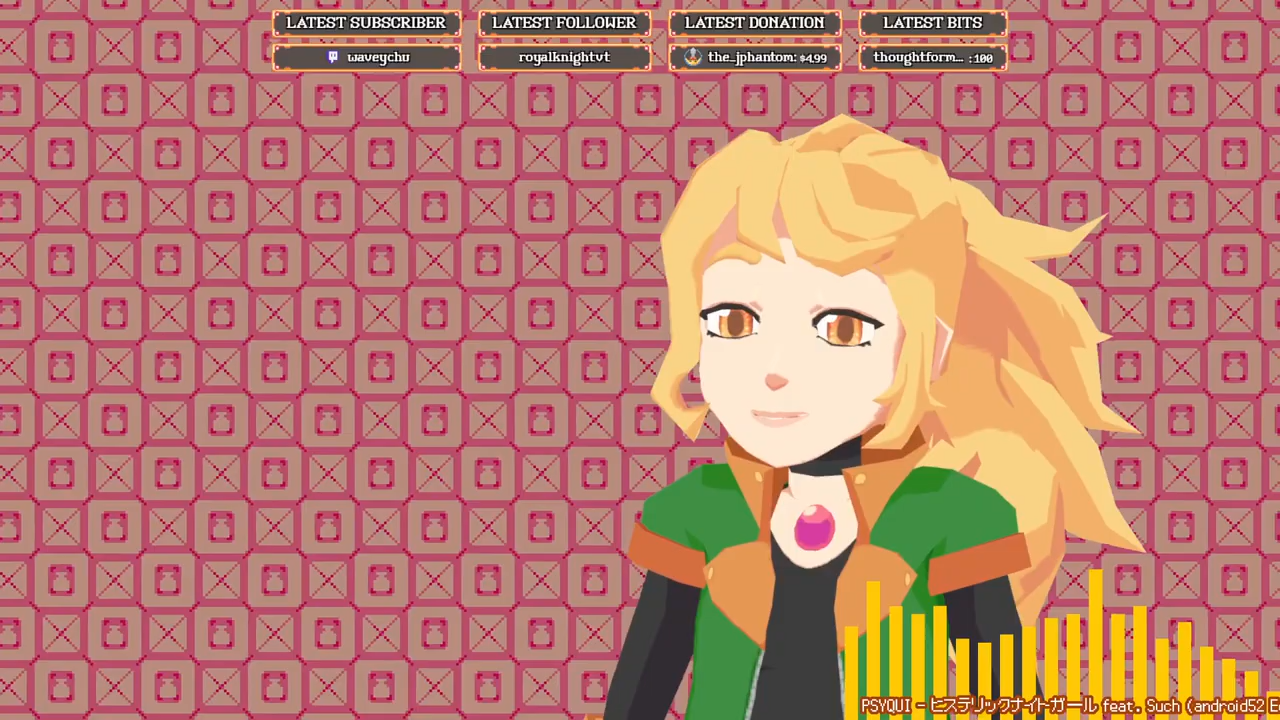 LATEST SUBSCRIBER LATEST FOLLOWER LATEST DONATION LATEST BITS
waveychu royalknightvt the_jphantom: $4.99 thoughtform... :100
PSYQUI - ヒステリックナイトガール feat. Such (android52 E